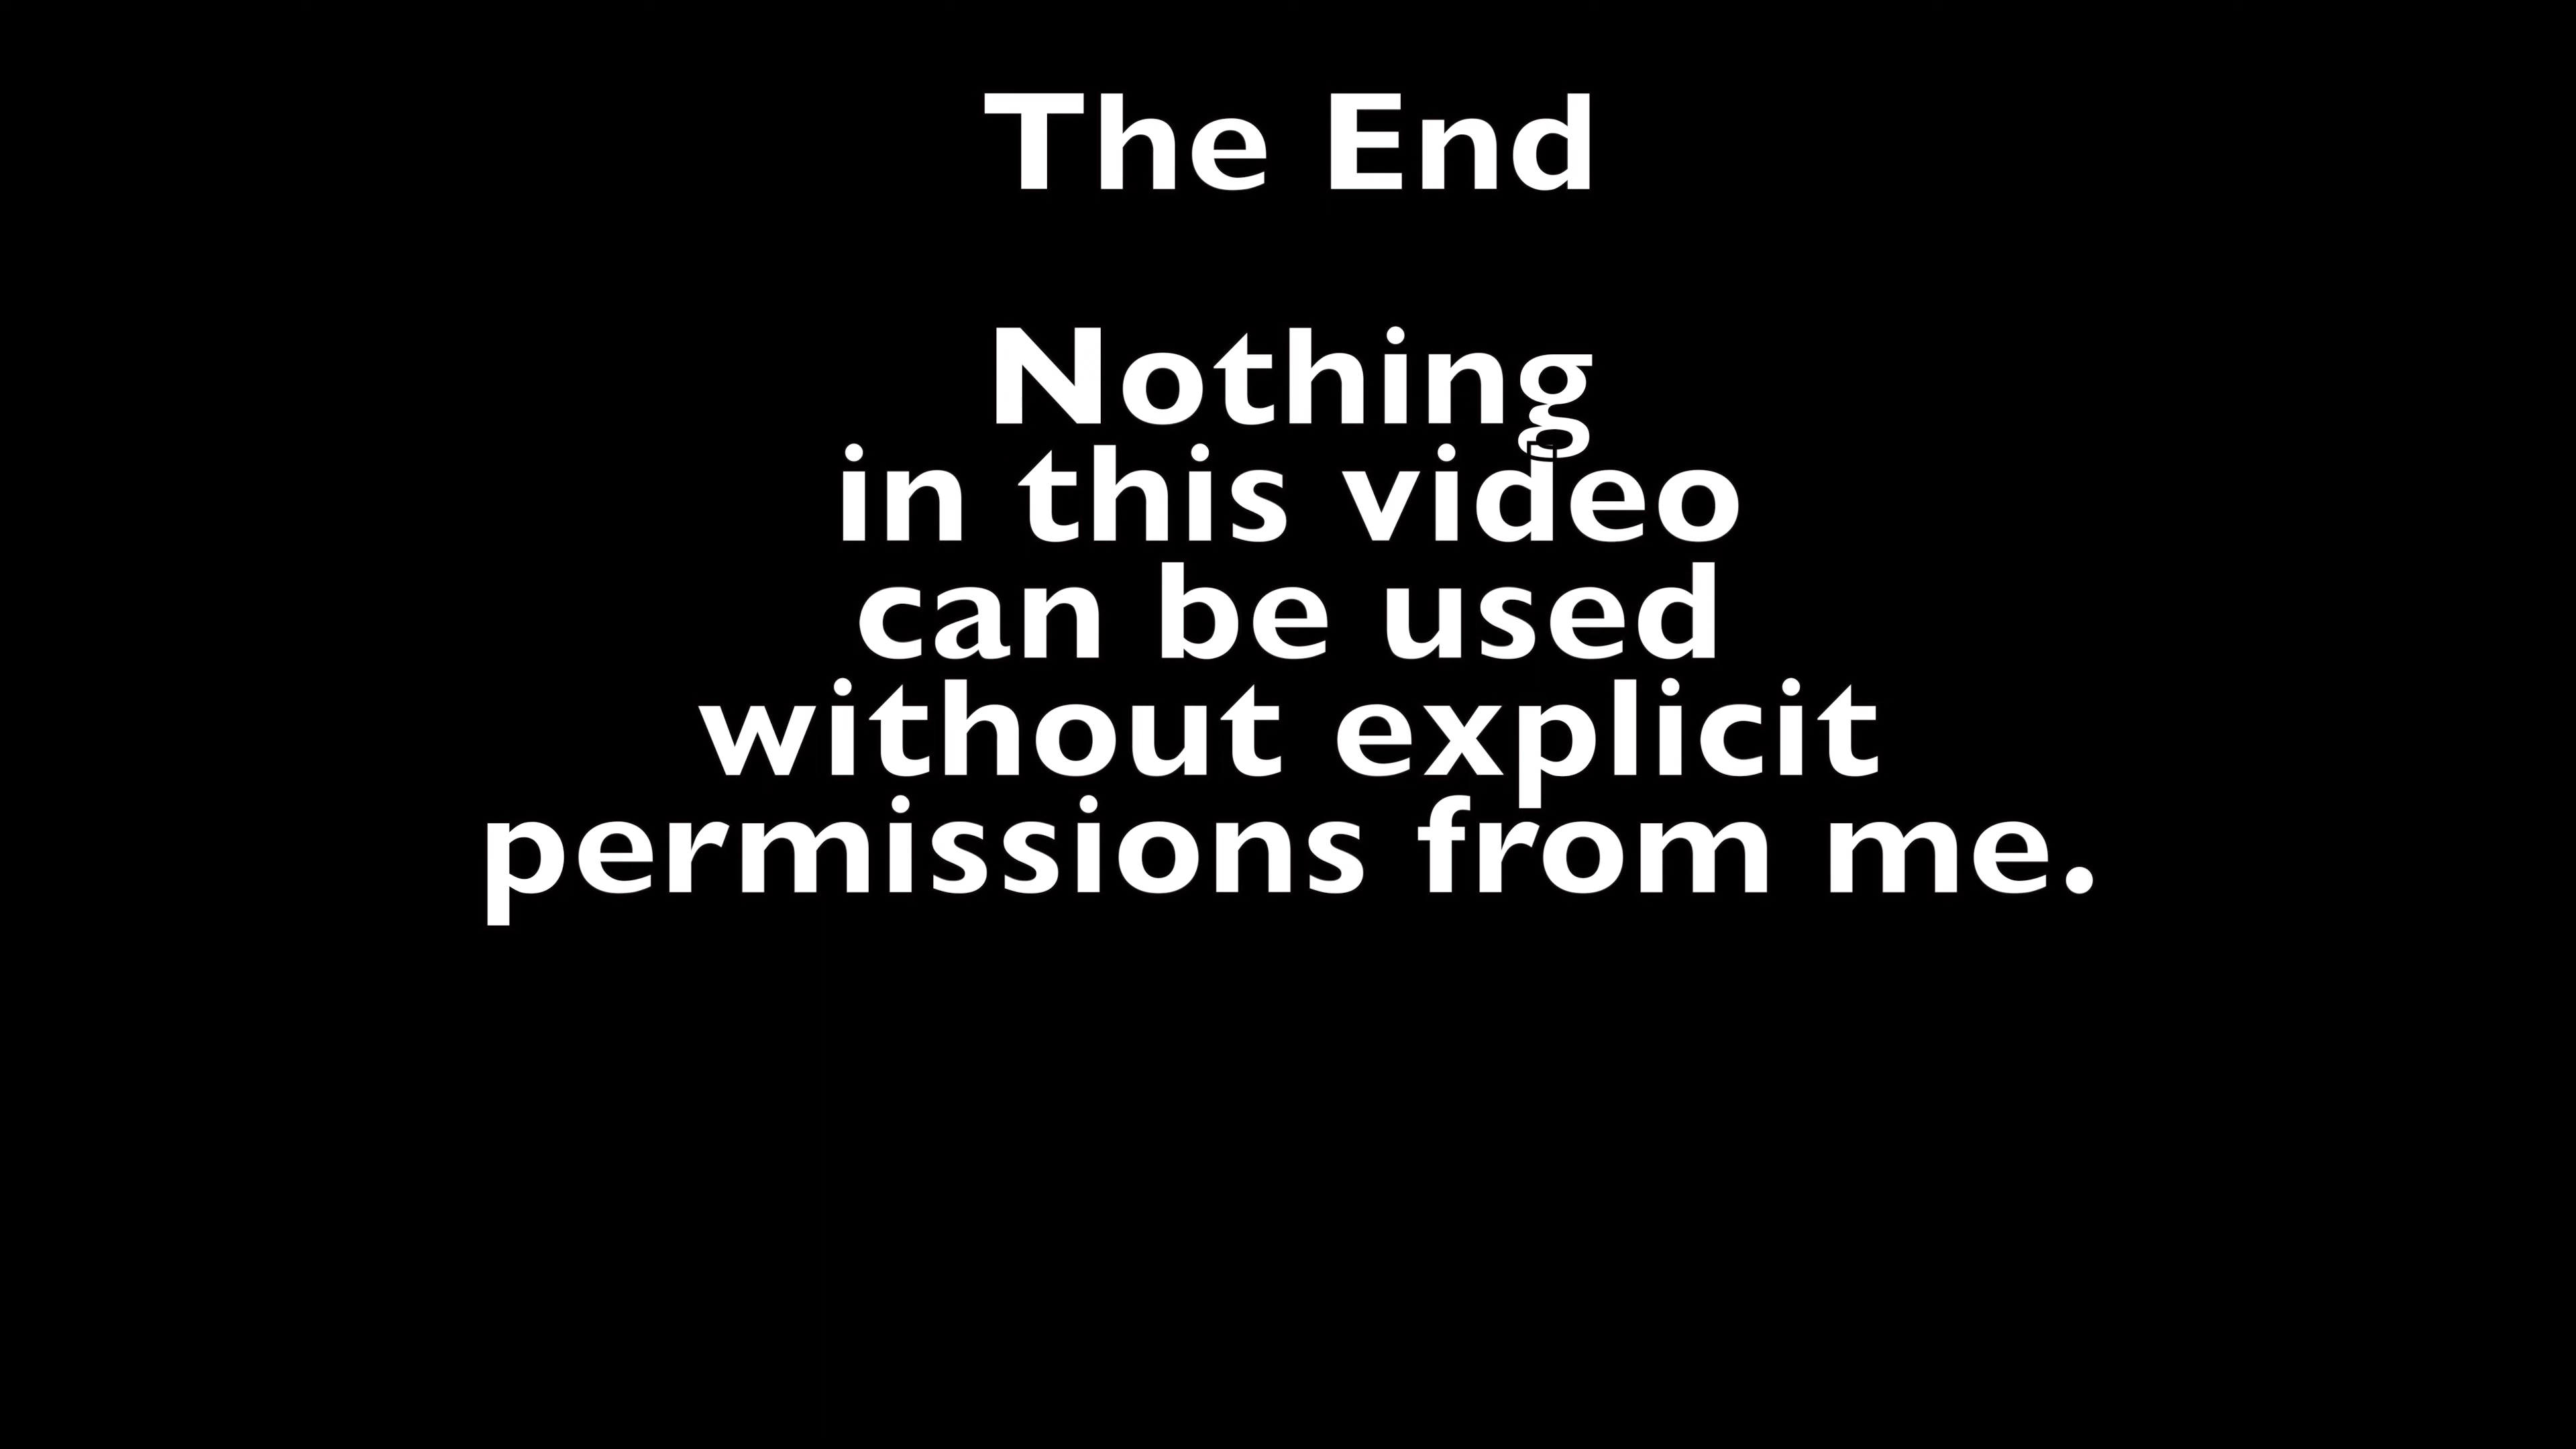 The End
Nothing
in this video
can be used
without explicit
permissions from me.